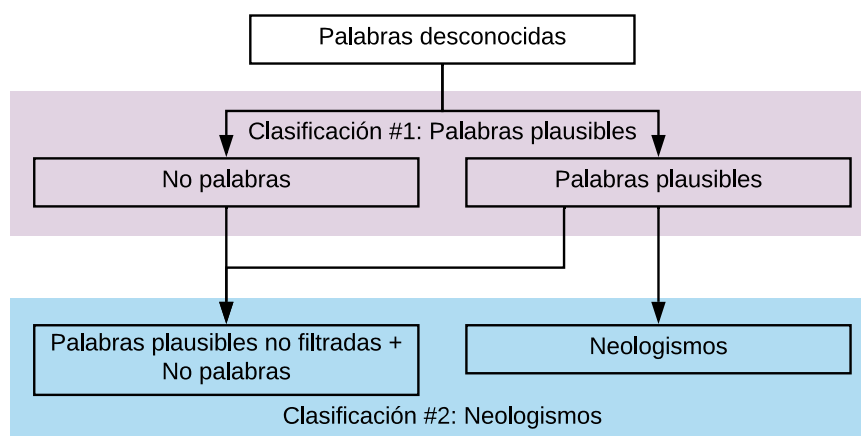 Palabras desconocidas
Clasificación #1: Palabras plausibles
No palabras
Palabras plausibles
Palabras plausibles no filtradas +
No palabras
Neologismos
Clasificación #2: Neologismos